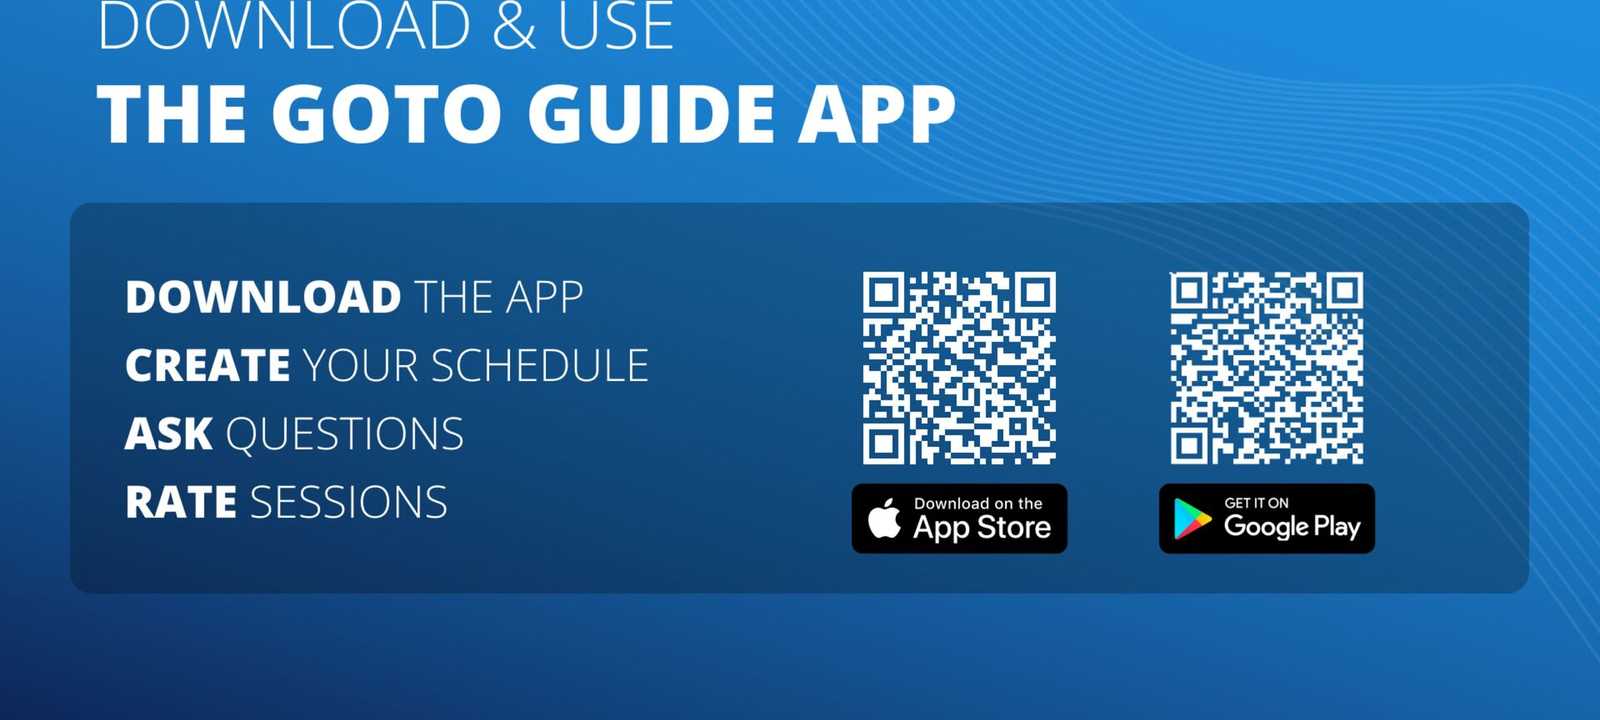 DOWNLOAD & USE
THE GOTO GUIDE APP
DOWNLOAD THE APP
CREATE YOUR SCHEDULE
ASK QUESTIONS
RATE SESSIONS
Download on the
App Store
GET IT ON
Google Play